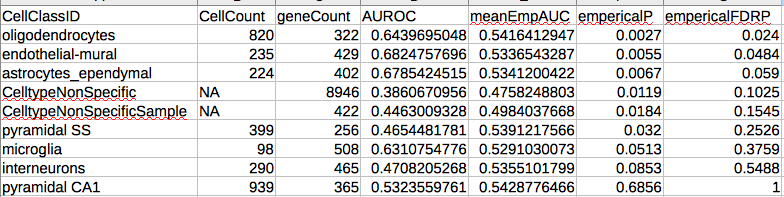 CellClassID CellCount geneCount AUROC meanEmpAUC empericalP empericalFDRP
oligodendrocytes 820 322 0.6439695048 0.5416412947 0.0027 0.024
endothelial-mural 235 429 0.6824757696 0.5336543287 0.0055 0.0484
astrocytes_ependymal 224 402 0.6785424515 0.5341200422 0.0067 0.059
CelltypeNonSpecific NA 8946 0.3860670956 0.4758248803 0.0119 0.1025
CelltypeNonSpecificSample NA 422 0.4463009328 0.4984037668 0.0184 0.1545
pyramidal SS 399 256 0.4654481781 0.5391217566 0.032 0.2526
microglia 98 508 0.6310754776 0.5291030073 0.0513 0.3759
interneurons 290 465 0.4708205268 0.5355101799 0.0853 0.5488
pyramidal CA1 939 365 0.5323559761 0.5428776466 0.6856 1